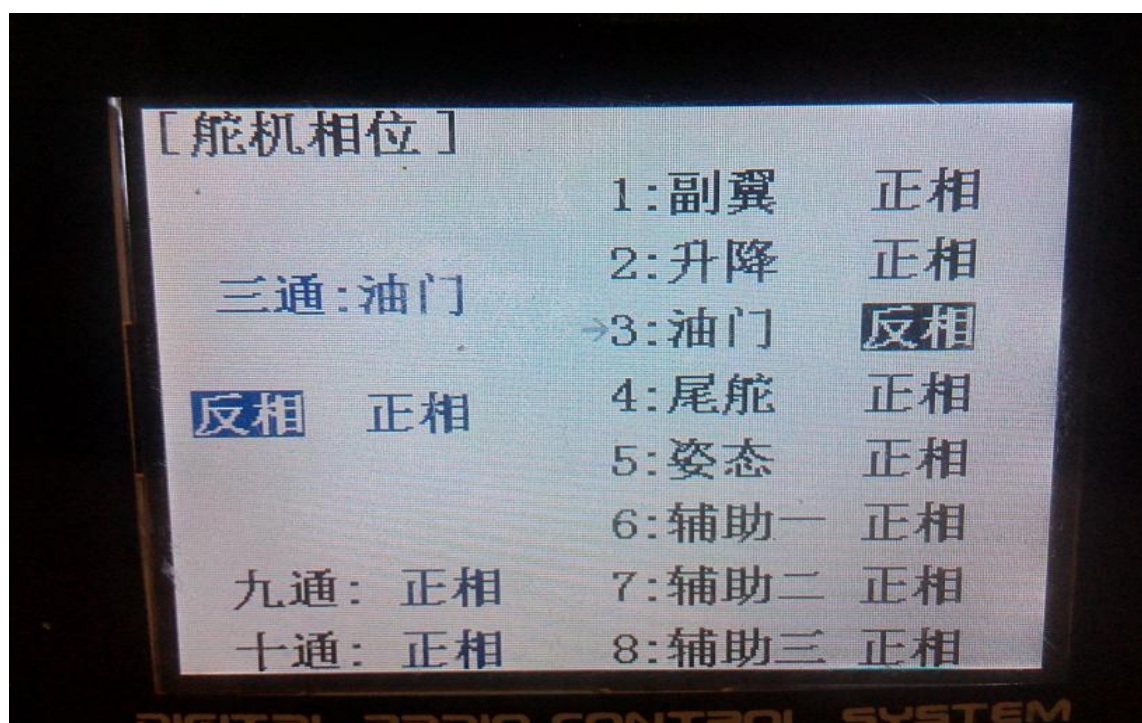 [舵机相位]
1:副翼 正相
2:升降 正相
三通:油门
→3:油门 反相
反相 正相
4:尾舵 正相
5:姿态 正相
6:辅助一 正相
九通: 正相
7:辅助二 正相
十通: 正相
8:辅助三 正相
DIGITAL RADIO CONTROL SYSTEM